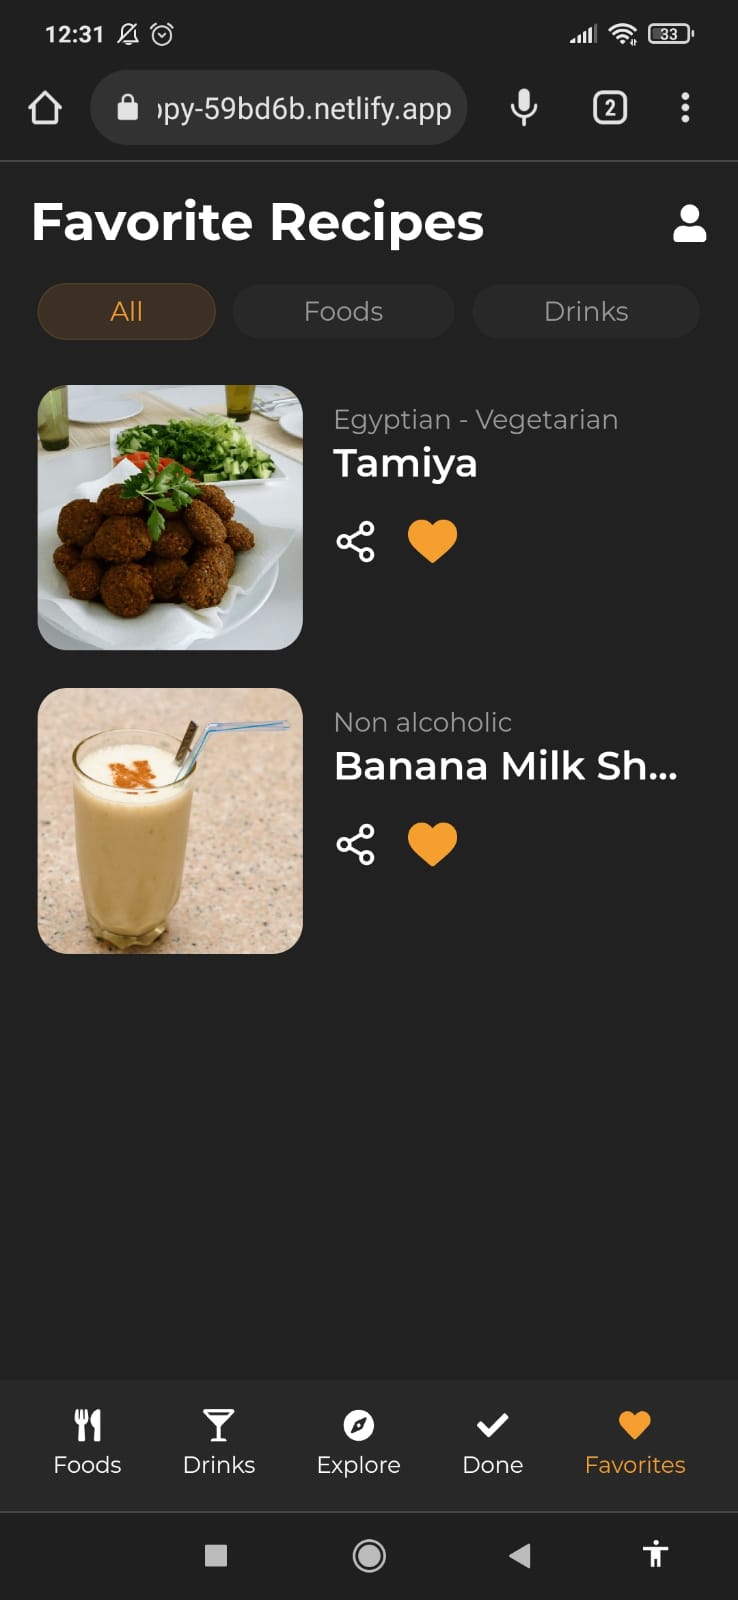 12:31
33
opy-59bd6b.netlify.app
2
Favorite Recipes
All Foods Drinks
Egyptian - Vegetarian
Tamiya
Non alcoholic
Banana Milk Sh...
Foods Drinks Explore Done Favorites